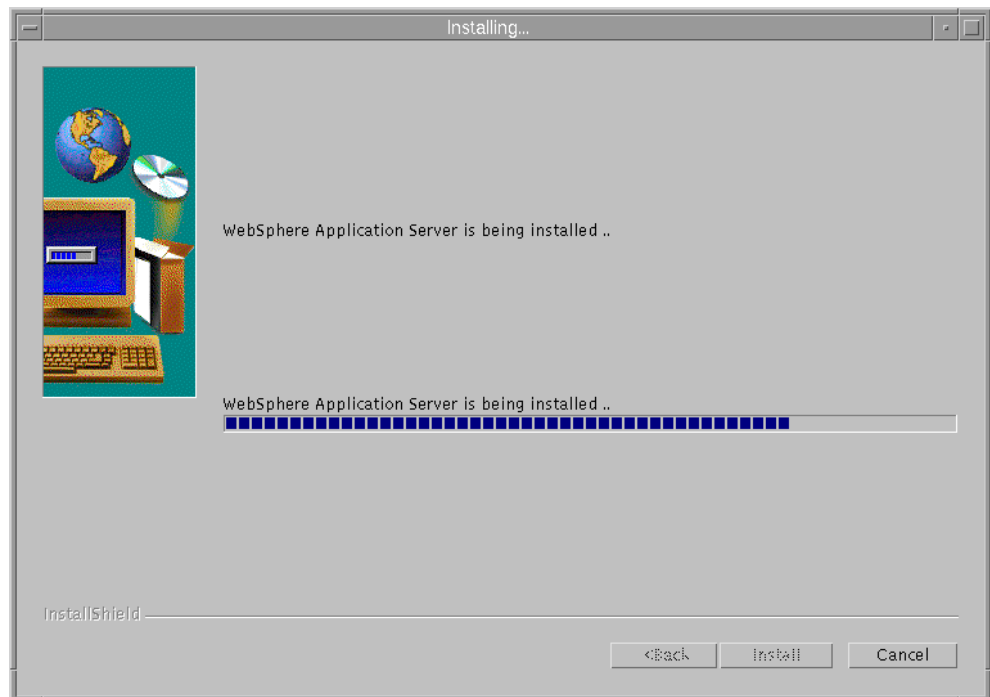 Installing...
WebSphere Application Server is being installed ..
WebSphere Application Server is being installed ..
InstallShield
<Back
Install
Cancel